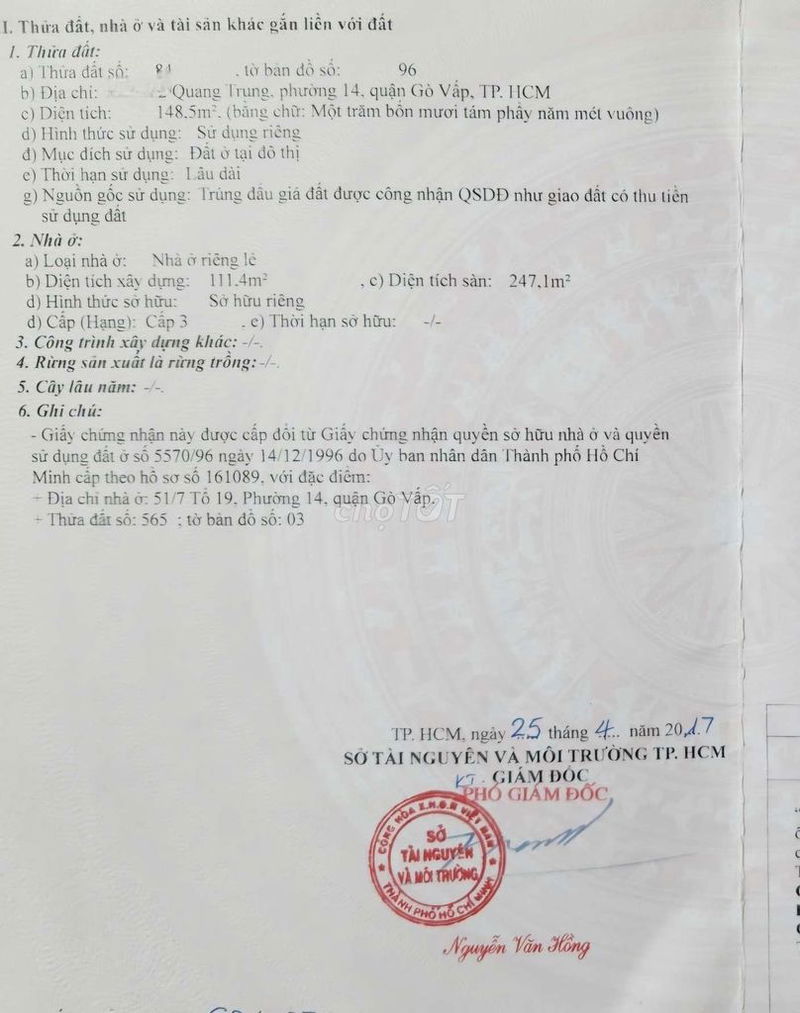 I. Thửa đất, nhà ở và tài sản khác gắn liền với đất
1. Thửa đất:
a) Thửa đất số: , tờ bản đồ số: 96
b) Địa chỉ: Quang Trung, phường 14, quận Gò Vấp, TP. HCM
c) Diện tích: 148.5m², (bằng chữ: Một trăm bốn mươi tám phẩy năm mét vuông)
d) Hình thức sử dụng: Sử dụng riêng
đ) Mục đích sử dụng: Đất ở tại đô thị
e) Thời hạn sử dụng: Lâu dài
g) Nguồn gốc sử dụng: Trúng đấu giá đất được công nhận QSDĐ như giao đất có thu tiền
sử dụng đất
2. Nhà ở:
a) Loại nhà ở: Nhà ở riêng lẻ
b) Diện tích xây dựng: 111.4m² , c) Diện tích sàn: 247,1m²
d) Hình thức sở hữu: Sở hữu riêng
đ) Cấp (Hạng): Cấp 3 , e) Thời hạn sở hữu: -/-
3. Công trình xây dựng khác: -/-.
4. Rừng sản xuất là rừng trồng: -/-.
5. Cây lâu năm: -/-.
6. Ghi chú:
- Giấy chứng nhận này được cấp đổi từ Giấy chứng nhận quyền sở hữu nhà ở và quyền
sử dụng đất ở số 5570/96 ngày 14/12/1996 do Ủy ban nhân dân Thành phố Hồ Chí
Minh cấp theo hồ sơ số 161089, với đặc điểm:
+ Địa chỉ nhà ở: 51/7 Tổ 19, Phường 14, quận Gò Vấp.
+ Thửa đất số: 565 ; tờ bản đồ số: 03
chợTỐT
TP. HCM, ngày 25 tháng 4 năm 2017
SỞ TÀI NGUYÊN VÀ MÔI TRƯỜNG TP. HCM
KT. GIÁM ĐỐC
PHÓ GIÁM ĐỐC
CỘNG HÒA X.H.C.N VIỆT NAM
SỞ
TÀI NGUYÊN
VÀ MÔI TRƯỜNG
THÀNH PHỐ HỒ CHÍ MINH
Nguyễn Văn Hồng